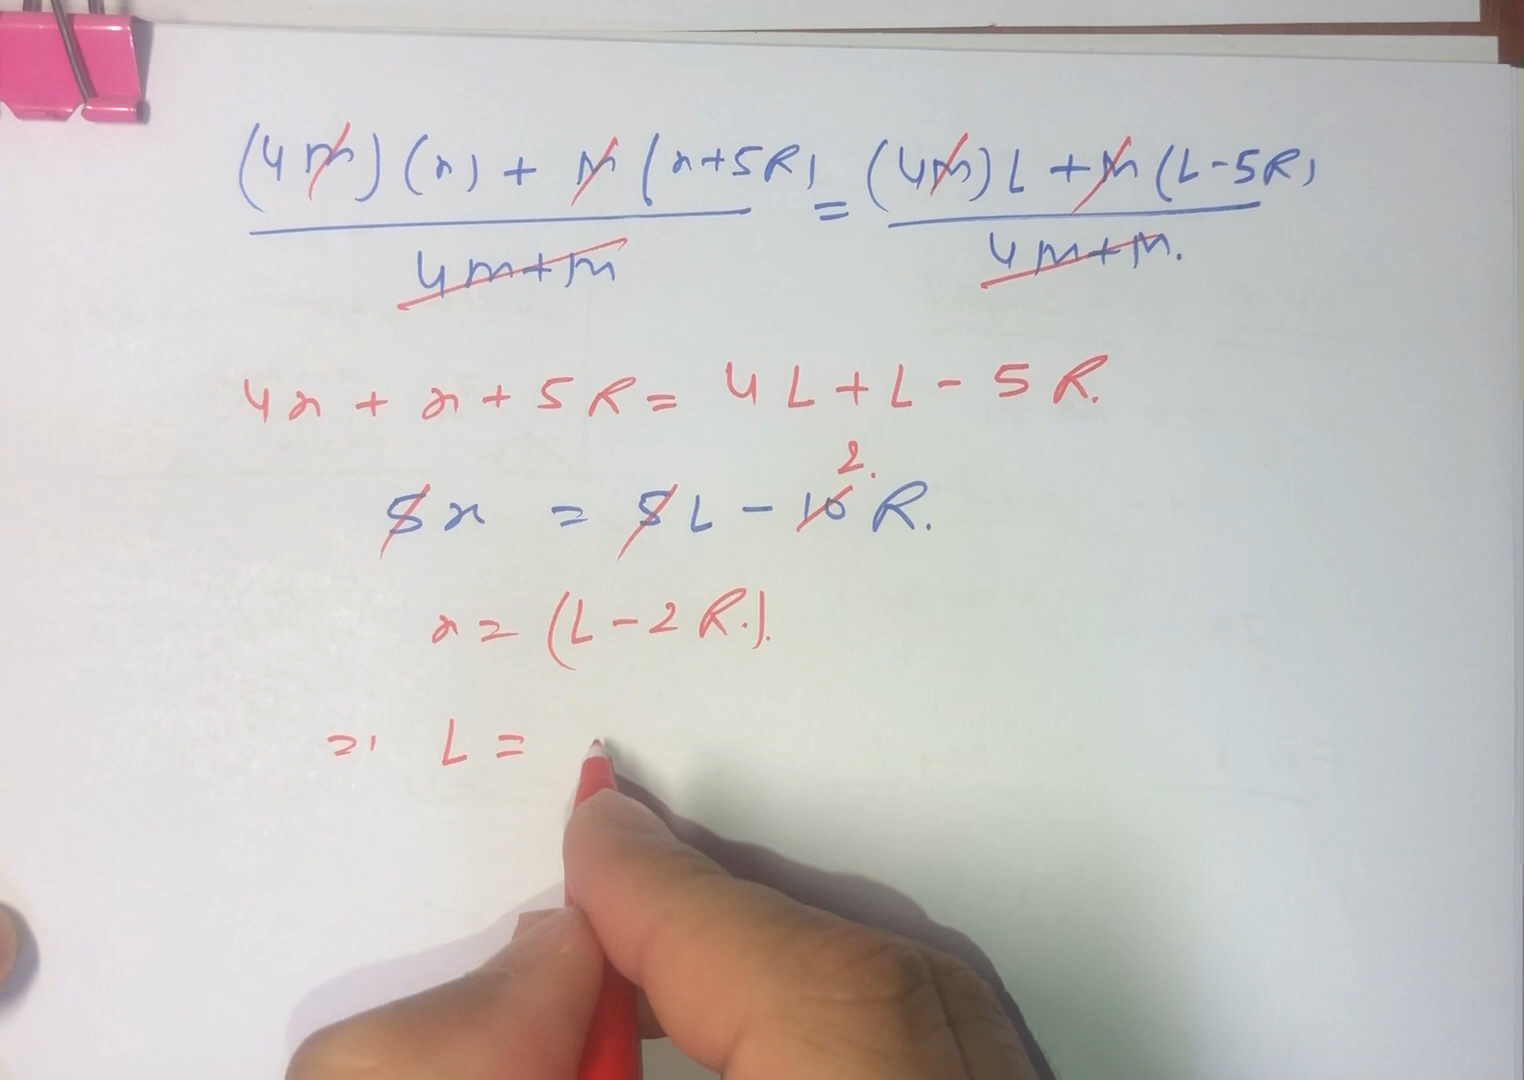 (4m)(x) + m(x+5R) = (4m)L + m(L-5R)
4m+m 4m+m.
4x + x + 5R = 4L + L - 5R.
2.
5x = 5L - 10R.
x = (L-2R.).
=> L =